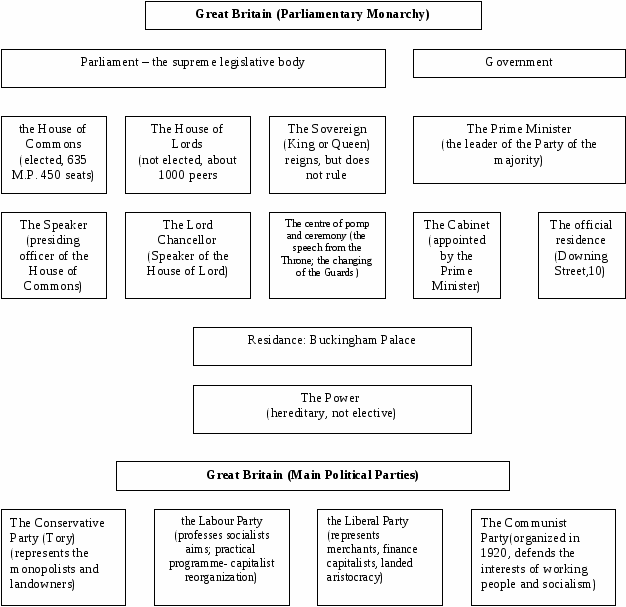 Great Britain (Parliamentary Monarchy)
Parliament – the supreme legislative body
Government
the House of
Commons
(elected, 635
M.P. 450 seats)
The House of
Lords
(not elected, about
1000 peers
The Sovereign
(King or Queen)
reigns, but does
not rule
The Prime Minister
(the leader of the Party of the
majority)
The Speaker
(presiding
officer of the
House of
Commons)
The Lord
Chancellor
(Speaker of the
House of Lord)
The centre of pomp
and ceremony (the
speech from the
Throne; the changing
of the Guards )
The Cabinet
(appointed
by the
Prime
Minister)
The official
residence
(Downing
Street,10)
Residance: Buckingham Palace
The Power
(hereditary, not elective)
Great Britain (Main Political Parties)
The Conservative
Party (Tory)
(represents the
monopolists and
landowners)
the Labour Party
(professes socialists
aims; practical
programme- capitalist
reorganization)
the Liberal Party
(represents
merchants, finance
capitalists, landed
aristocracy)
The Communist
Party(organized in
1920, defends the
interests of working
people and socialism)